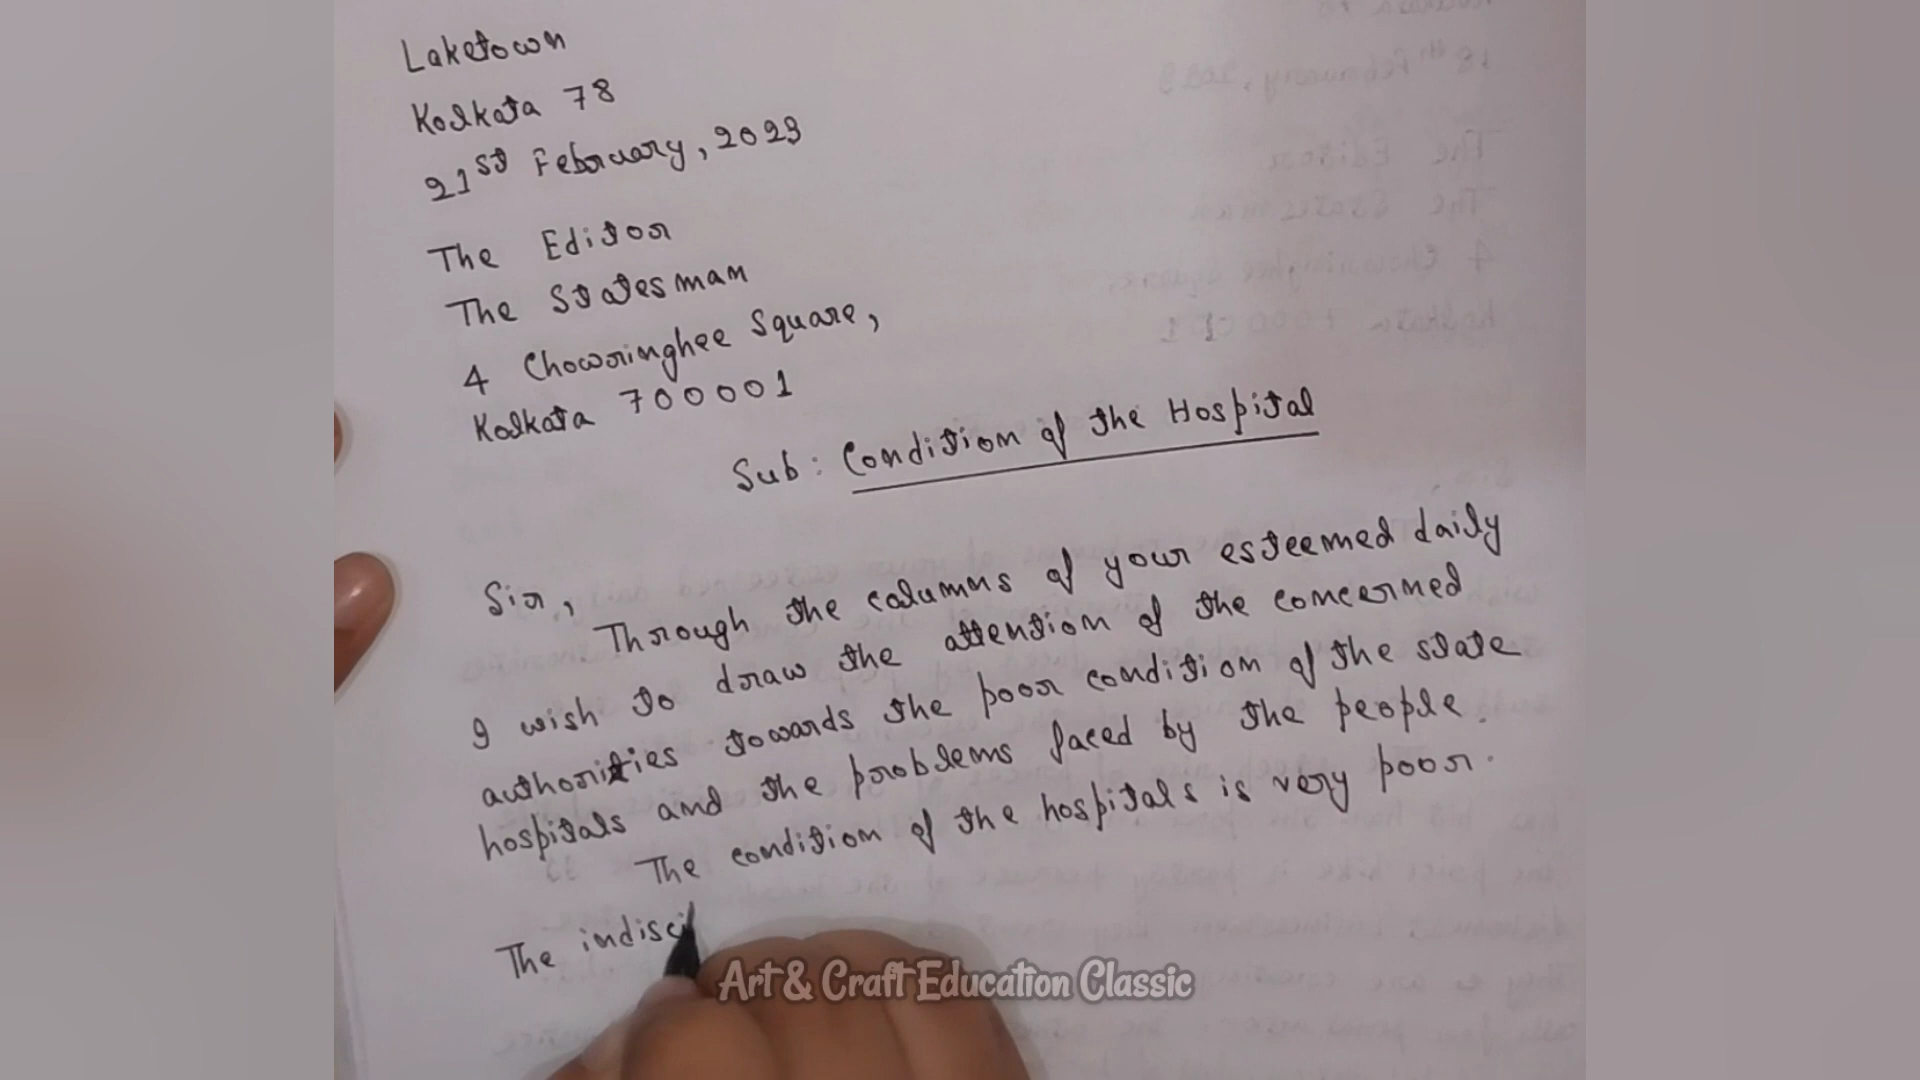 Laketown
Kolkata 78
21st February, 2023
The Editor
The Statesman
4 Chowringhee Square,
Kolkata 700001
Sub: Condition of the Hospital
Sir,
Through the columns of your esteemed daily
I wish to draw the attention of the concerned
authorities towards the poor condition of the state
hospitals and the problems faced by the people.
The condition of the hospitals is very poor.
The indisci
Art & Craft Education Classic